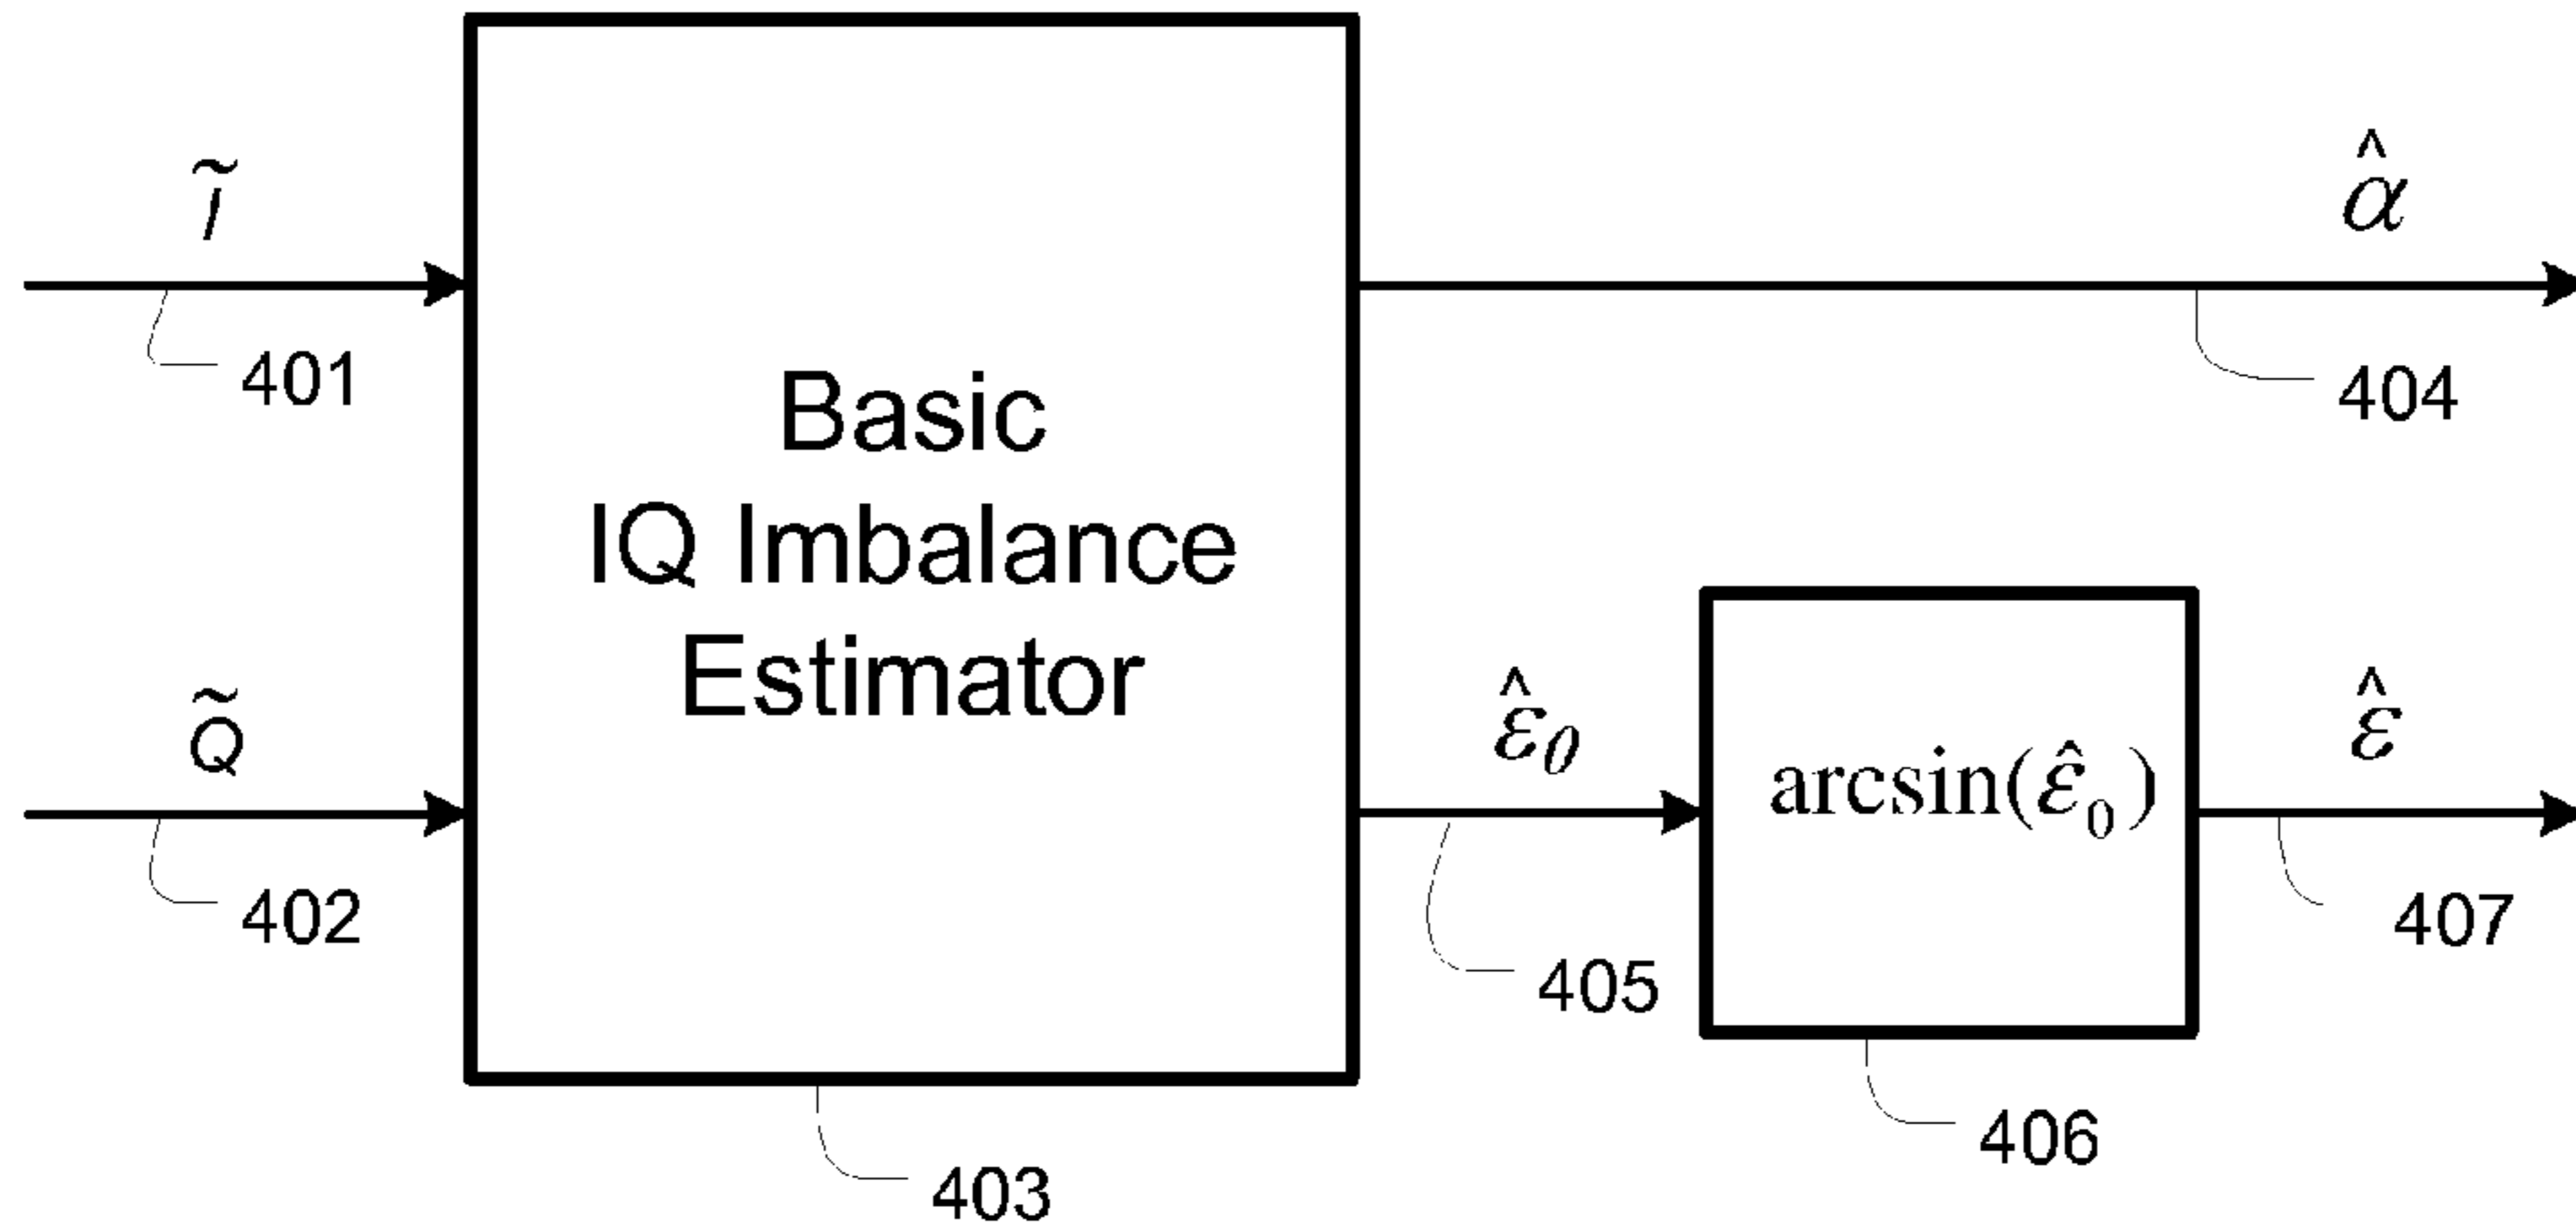 Ĩ
α̂
401
404
Basic
IQ Imbalance
Estimator
Q̃
ε̂₀
ε̂
arcsin(ε̂₀)
402
405
407
406
403